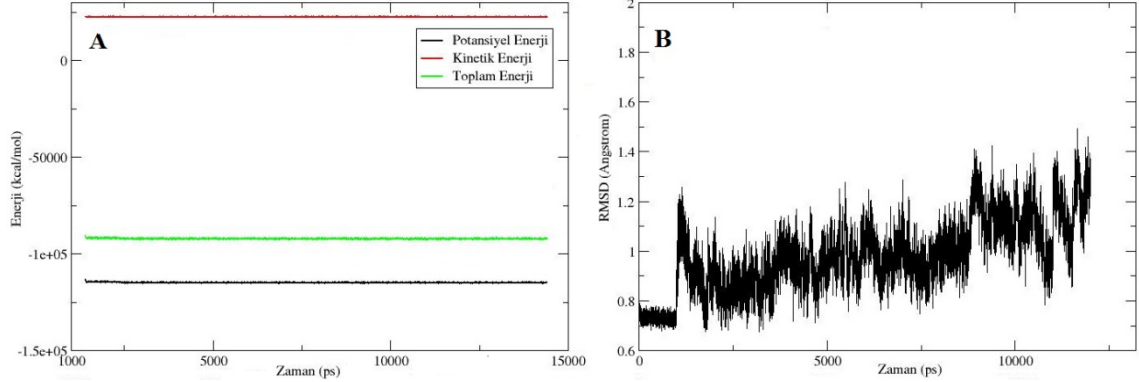 A
Potansiyel Enerji
Kinetik Enerji
Toplam Enerji
0
-50000
-1e+05
-1.5e+05
Enerji (kcal/mol)
1000
5000
10000
15000
Zaman (ps)
B
2
1.8
1.6
1.4
1.2
1
0.8
0.6
RMSD (Angstrom)
0
5000
10000
Zaman (ps)